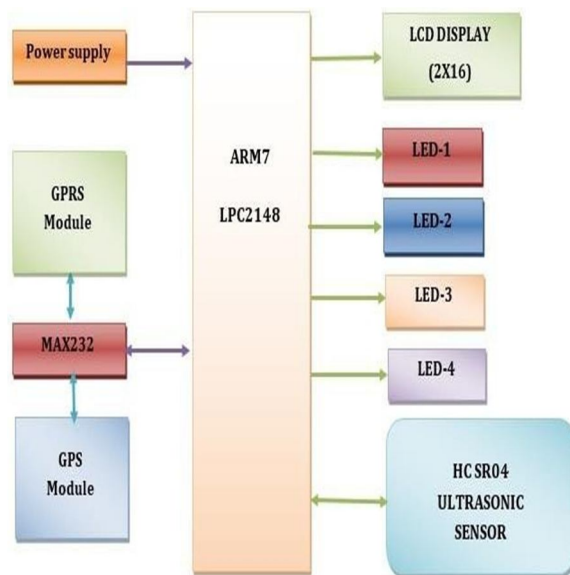 Power supply
GPRS
Module
MAX232
GPS
Module
ARM7
LPC2148
LCD DISPLAY
(2X16)
LED-1
LED-2
LED-3
LED-4
HC SR04
ULTRASONIC
SENSOR